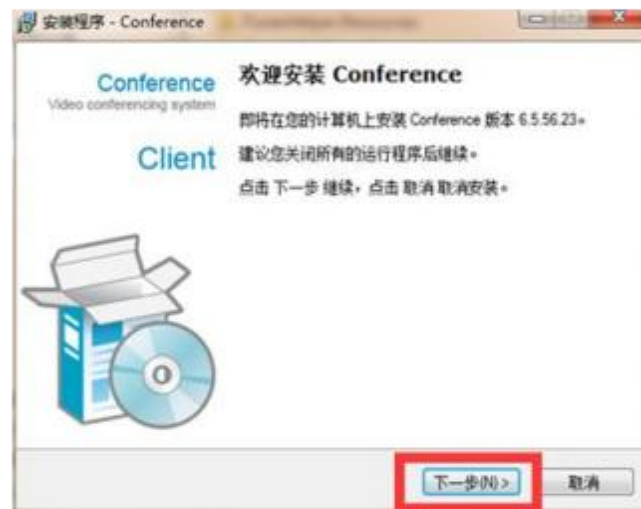 安装程序 - Conference
Conference
Video conferencing system
Client
欢迎安装 Conference
即将在您的计算机上安装 Conference 版本 6.5.56.23。
建议您关闭所有的运行程序后继续。
点击 下一步 继续，点击 取消 取消安装。
下一步(N) >
取消